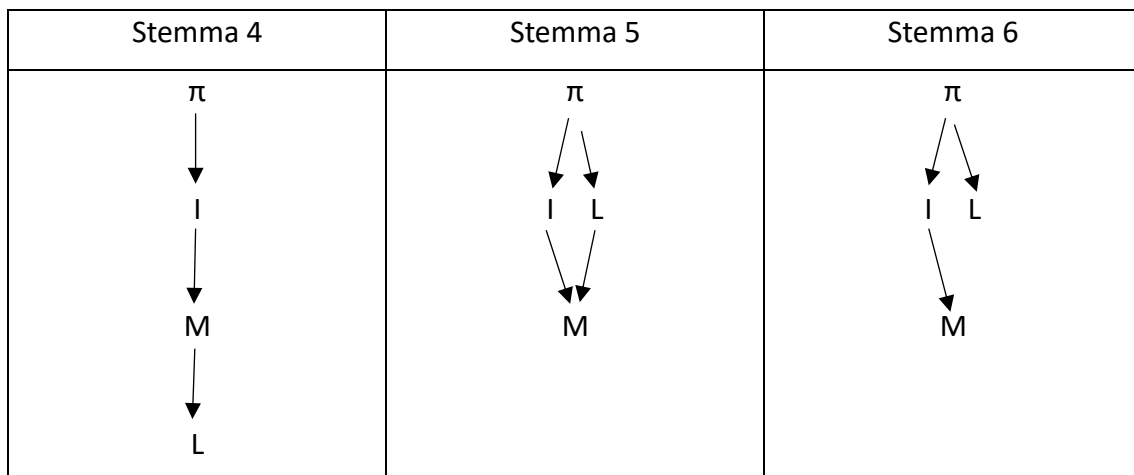 Stemma 4 Stemma 5 Stemma 6
π π π
I I L I L
M M M
L